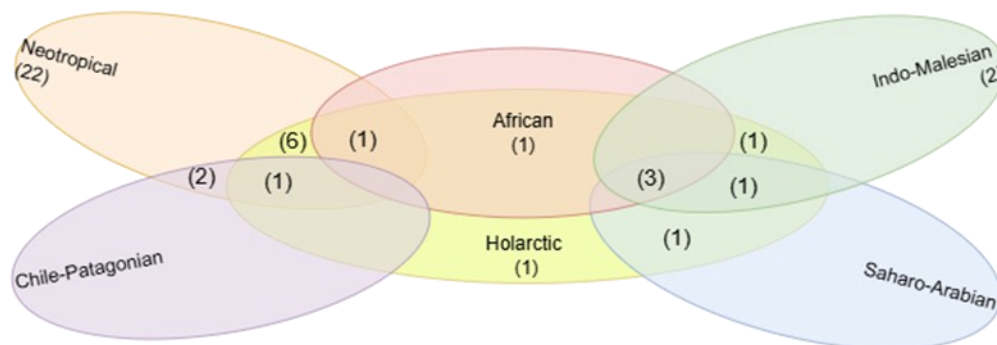 Neotropical
(22)
Indo-Malesian
(2
African
(1)
(6)
(1)
(1)
(2)
(1)
(3)
(1)
Holarctic
(1)
(1)
Chile-Patagonian
Saharo-Arabian